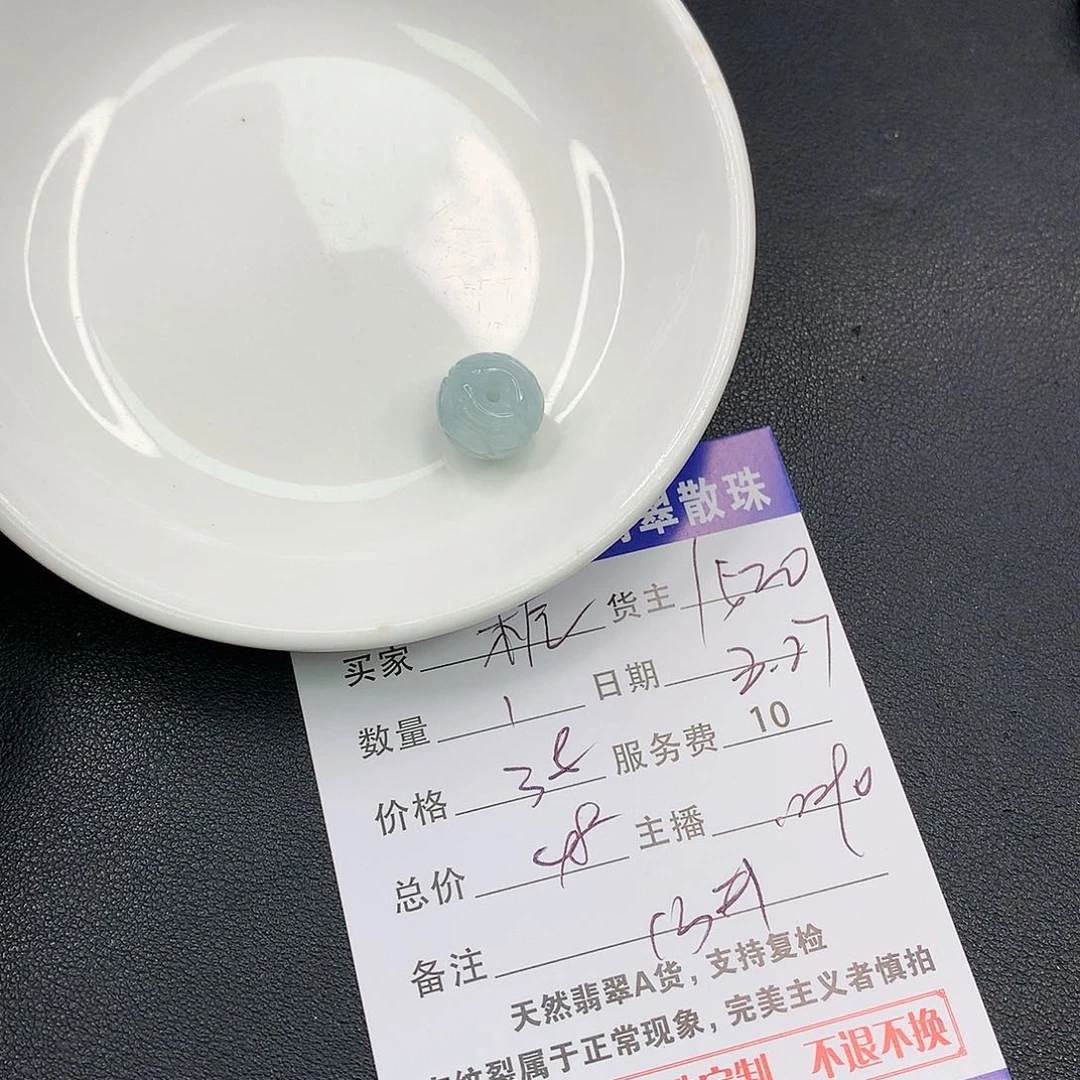 翠散珠
买家 货主 1520
数量 1 日期 3.27
价格 38 服务费 10
总价 48 主播
备注
天然翡翠A货，支持复检
纹裂属于正常现象，完美主义者慎拍
定制 不退不换